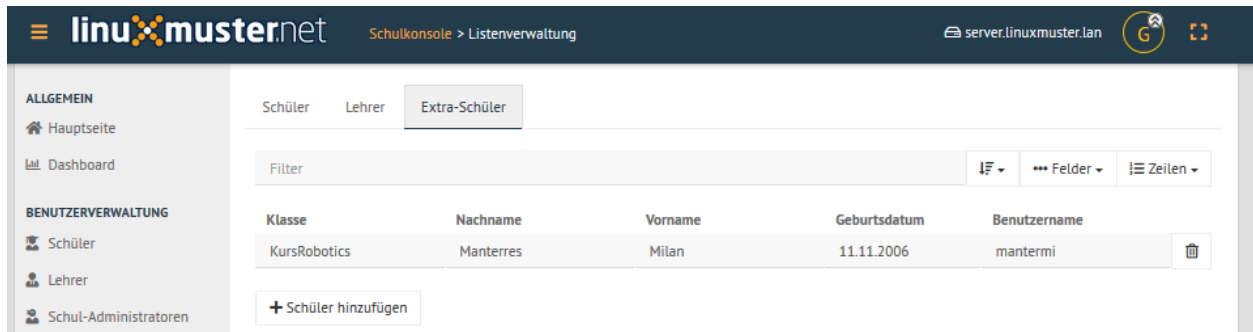 linuxmuster.net Schulkonsole > Listenverwaltung server.linuxmuster.lan G
ALLGEMEIN
Hauptseite
Dashboard
BENUTZERVERWALTUNG
Schüler
Lehrer
Schul-Administratoren
Schüler Lehrer Extra-Schüler
Filter Felder Zeilen
Klasse Nachname Vorname Geburtsdatum Benutzername
KursRobotics Manterres Milan 11.11.2006 mantermi
+ Schüler hinzufügen